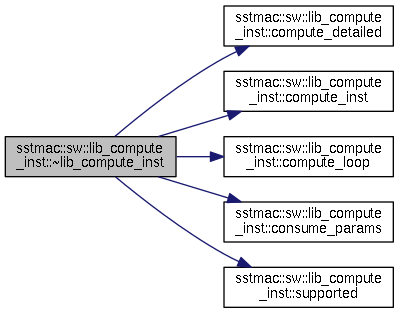 sstmac::sw::lib_compute
_inst::~lib_compute_inst
sstmac::sw::lib_compute
_inst::compute_detailed
sstmac::sw::lib_compute
_inst::compute_inst
sstmac::sw::lib_compute
_inst::compute_loop
sstmac::sw::lib_compute
_inst::consume_params
sstmac::sw::lib_compute
_inst::supported